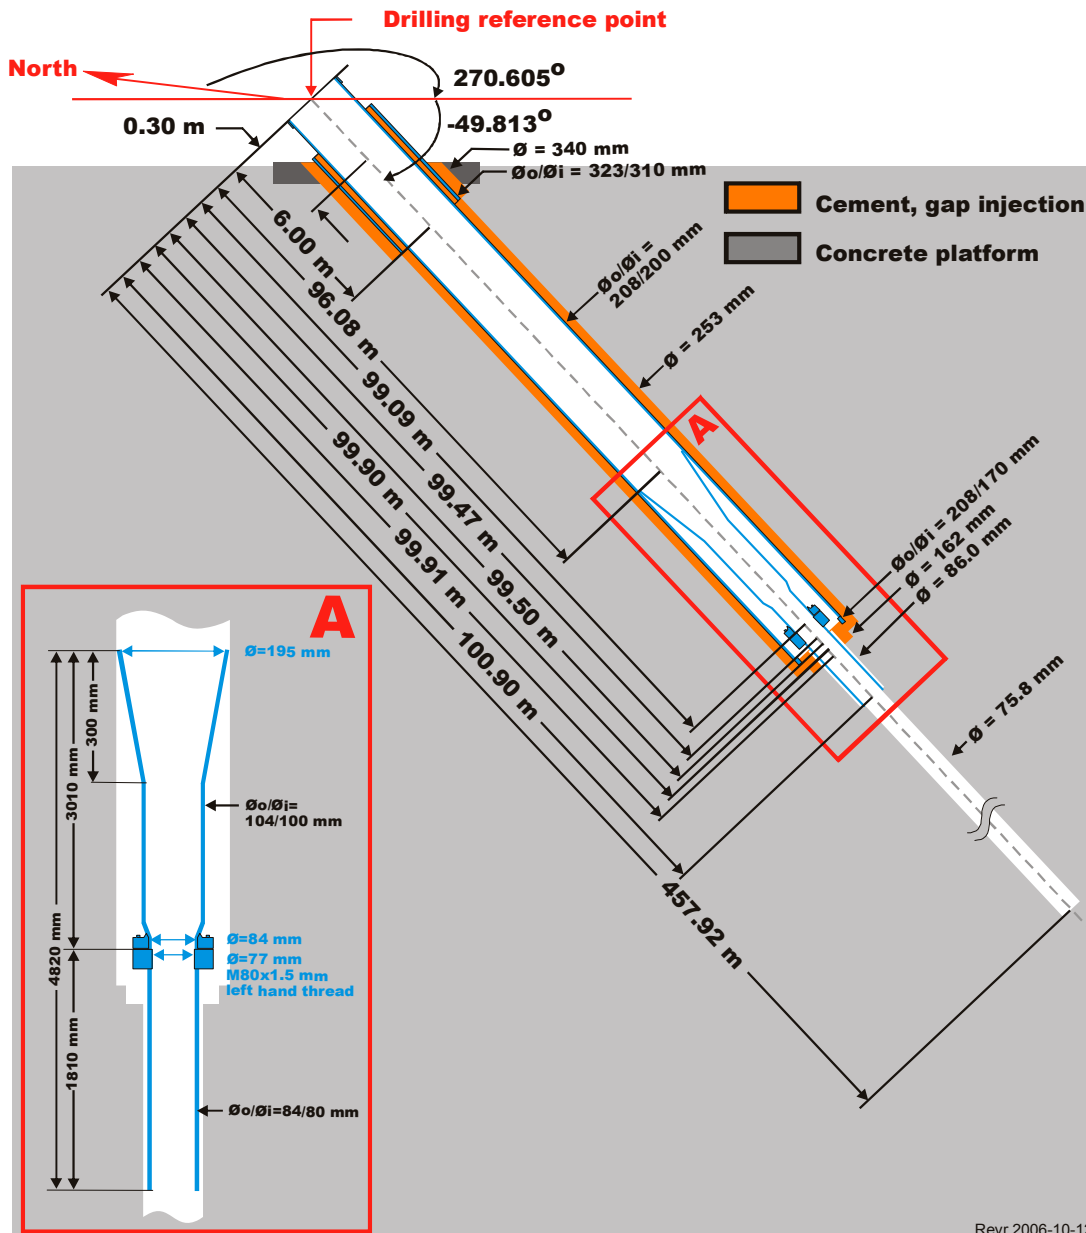 Drilling reference point
North
270.605°
-49.813°
0.30 m
Ø = 340 mm
Øo/Øi = 323/310 mm
Cement, gap injection
Concrete platform
6.00 m
96.08 m
99.09 m
99.47 m
99.50 m
99.90 m
99.91 m
100.90 m
457.92 m
Øo/Øi =
208/200 mm
Ø = 253 mm
A
Øo/Øi = 208/170 mm
Ø = 162 mm
Ø = 86.0 mm
Ø = 75.8 mm
A
Ø=195 mm
300 mm
3010 mm
4820 mm
1810 mm
Øo/Øi=
104/100 mm
Ø=84 mm
Ø=77 mm
M80x1.5 mm
left hand thread
Øo/Øi=84/80 mm
Revr 2006-10-12